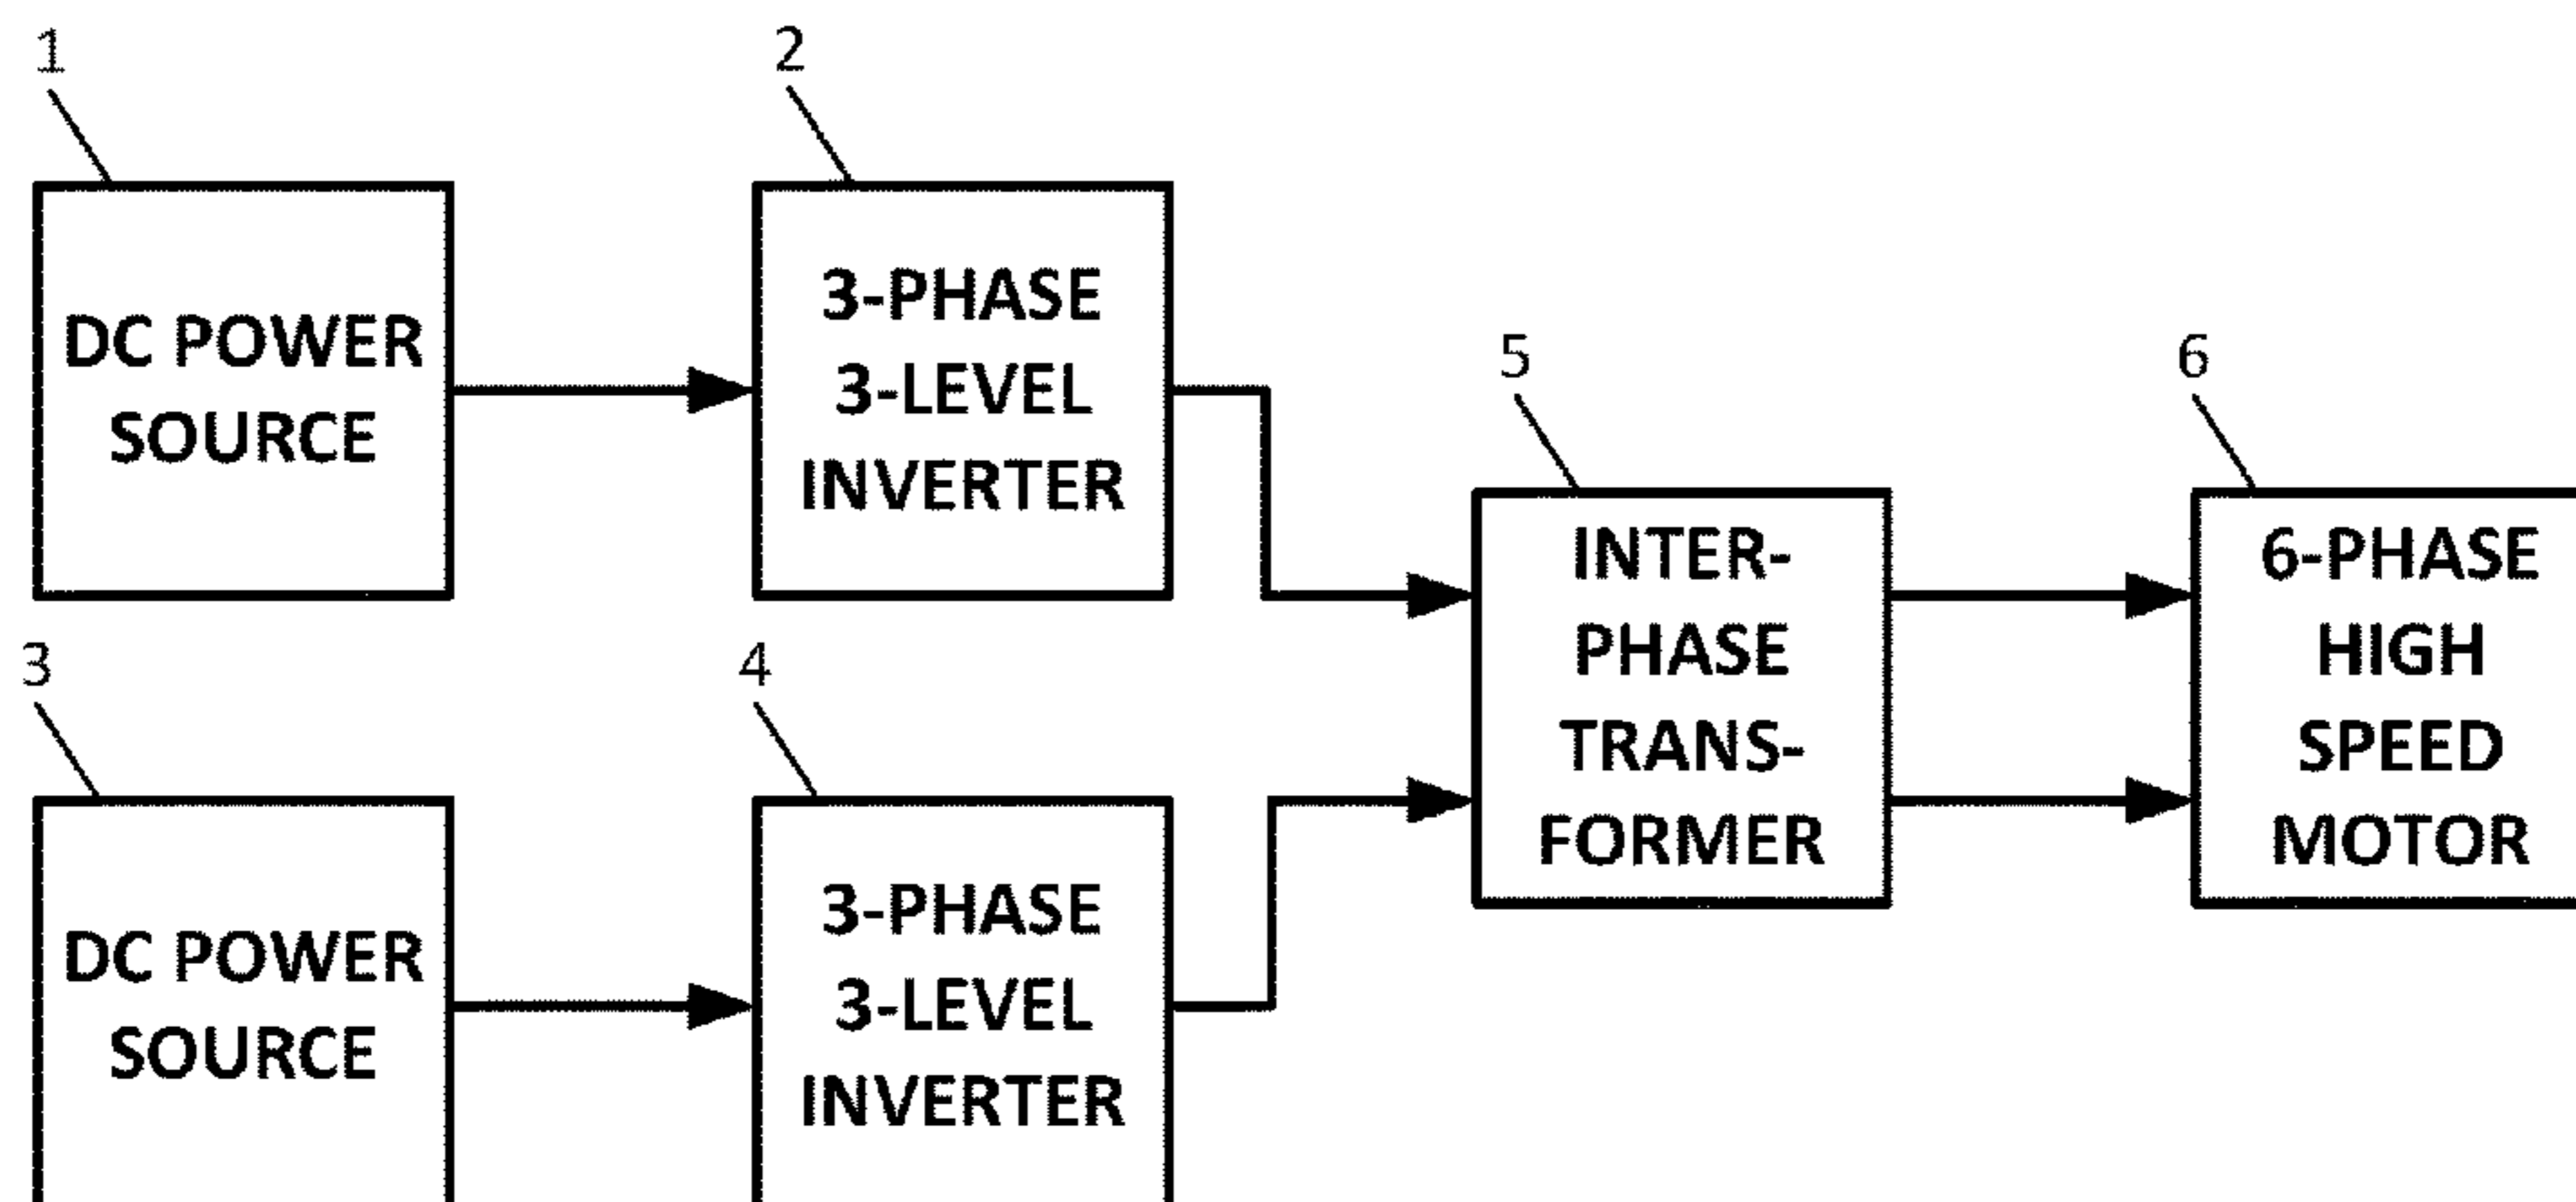 1
DC POWER
SOURCE
2
3-PHASE
3-LEVEL
INVERTER
3
DC POWER
SOURCE
4
3-PHASE
3-LEVEL
INVERTER
5
INTER-
PHASE
TRANS-
FORMER
6
6-PHASE
HIGH
SPEED
MOTOR